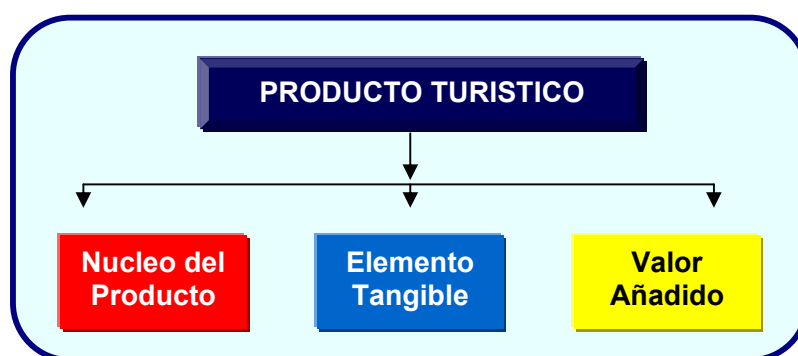 PRODUCTO TURISTICO
Nucleo del
Producto
Elemento
Tangible
Valor
Añadido